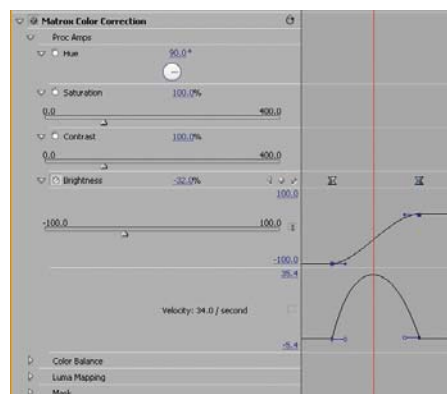 Matrox Color Correction
Proc Amps
Hue 90.0°
Saturation 100.0%
0.0 400.0
Contrast 100.0%
0.0 400.0
Brightness -32.0%
100.0
-100.0 100.0
-100.0
35.4
Velocity: 34.0 / second
-5.4
Color Balance
Luma Mapping
Mask